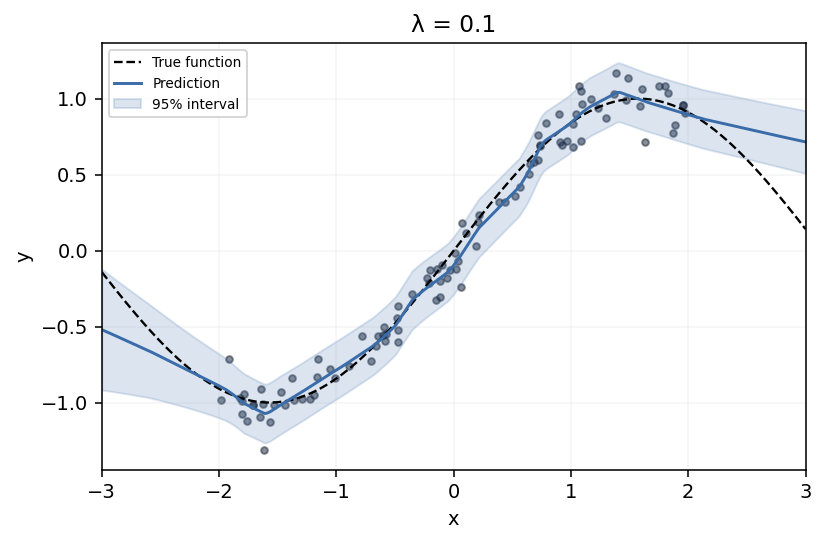 λ = 0.1
True function
Prediction
95% interval
y
1.0
0.5
0.0
−0.5
−1.0
−3 −2 −1 0 1 2 3
x